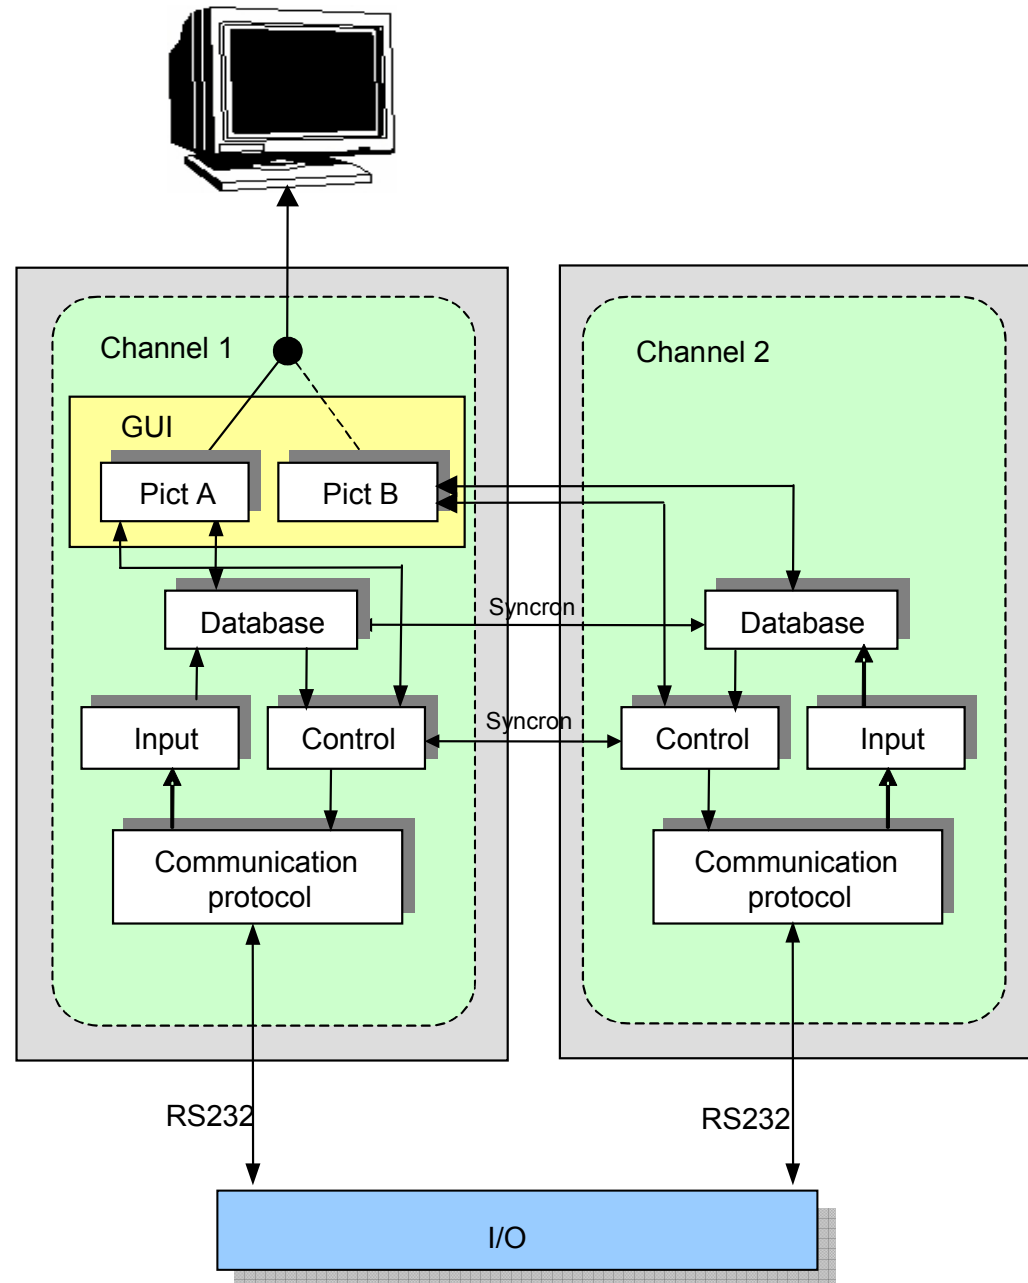 Channel 1
Channel 2
GUI
Pict A
Pict B
Database
Syncron
Database
Input
Control
Syncron
Control
Input
Communication
protocol
Communication
protocol
RS232
RS232
I/O